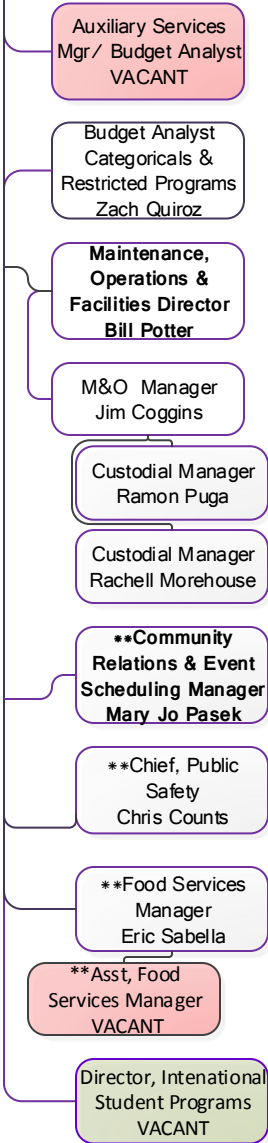 Auxiliary Services
Mgr/ Budget Analyst
VACANT
Budget Analyst
Categoricals &
Restricted Programs
Zach Quiroz
Maintenance,
Operations &
Facilities Director
Bill Potter
M&O Manager
Jim Coggins
Custodial Manager
Ramon Puga
Custodial Manager
Rachell Morehouse
**Community
Relations & Event
Scheduling Manager
Mary Jo Pasek
**Chief, Public
Safety
Chris Counts
**Food Services
Manager
Eric Sabella
**Asst, Food
Services Manager
VACANT
Director, Intenational
Student Programs
VACANT